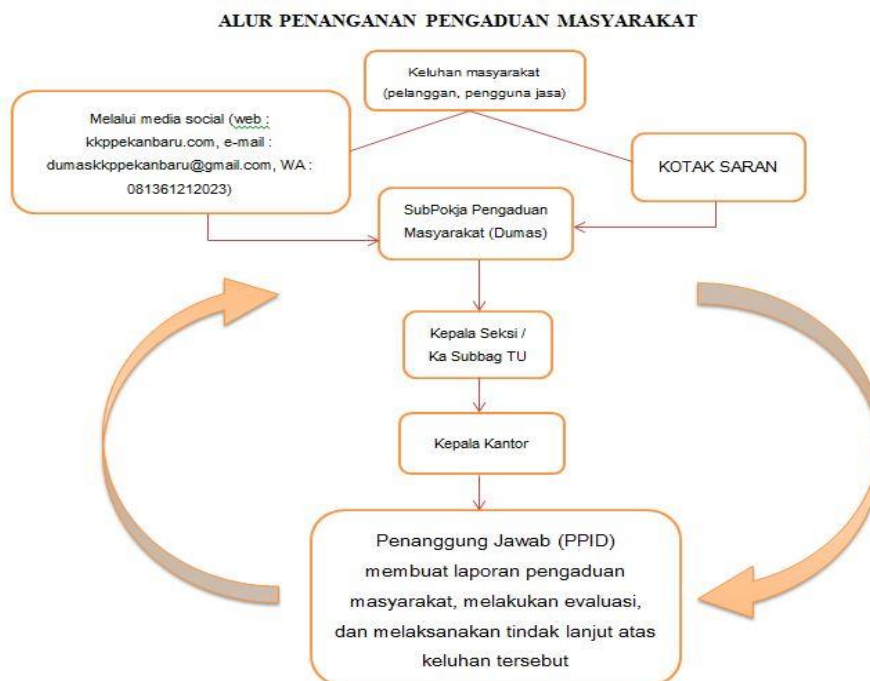 ALUR PENANGANAN PENGADUAN MASYARAKAT
Keluhan masyarakat
(pelanggan, pengguna jasa)
Melalui media social (web :
kkppekanbaru.com, e-mail :
dumaskkppekanbaru@gmail.com, WA :
081361212023)
KOTAK SARAN
SubPokja Pengaduan
Masyarakat (Dumas)
Kepala Seksi /
Ka Subbag TU
Kepala Kantor
Penanggung Jawab (PPID)
membuat laporan pengaduan
masyarakat, melakukan evaluasi,
dan melaksanakan tindak lanjut atas
keluhan tersebut